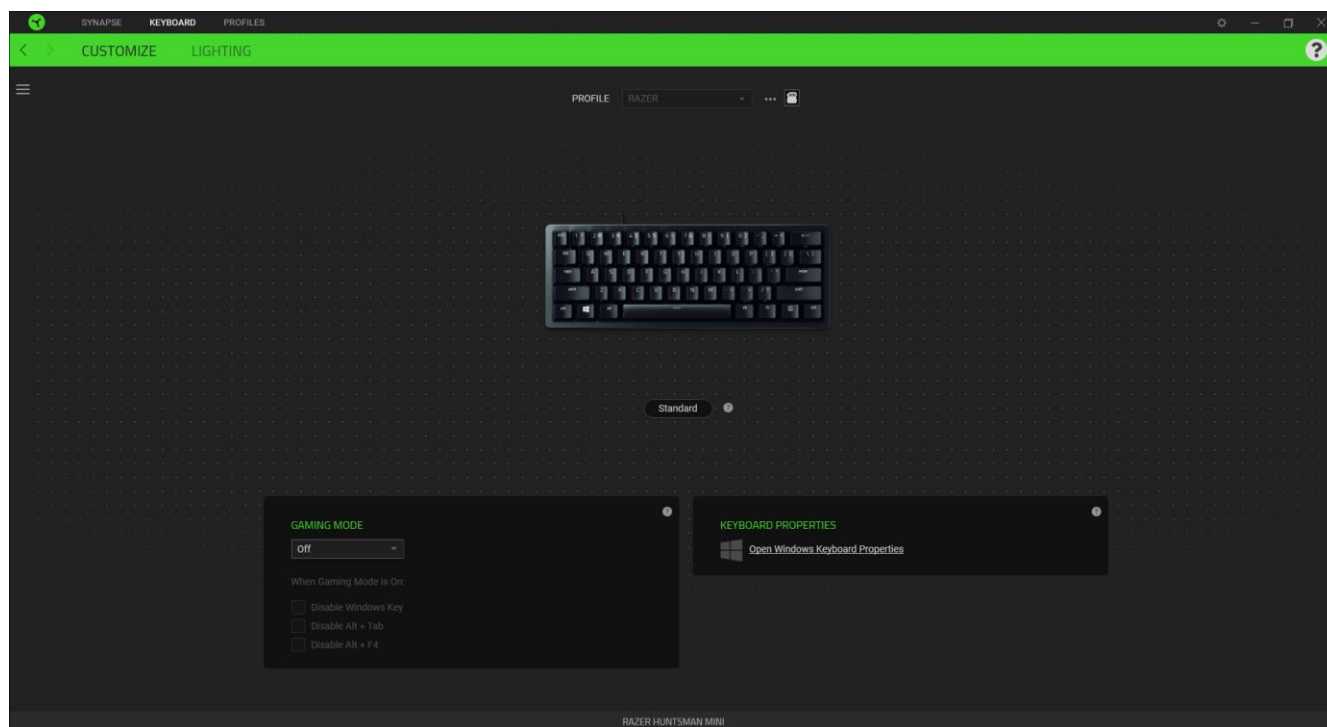 SYNAPSE KEYBOARD PROFILES
CUSTOMIZE LIGHTING
?
PROFILE RAZER
Standard ?
GAMING MODE ?
Off
When Gaming Mode is On:
Disable Windows Key
Disable Alt + Tab
Disable Alt + F4
KEYBOARD PROPERTIES ?
Open Windows Keyboard Properties
RAZER HUNTSMAN MINI